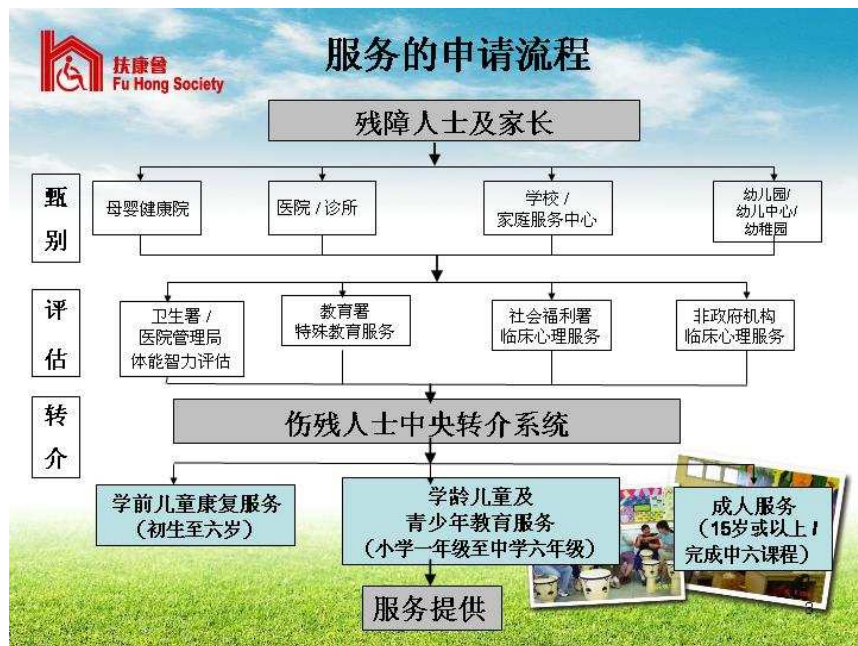 扶康會
Fu Hong Society
服务的申请流程
残障人士及家长
甄
别
母婴健康院
医院 / 诊所
学校 /
家庭服务中心
幼儿园/
幼儿中心/
幼稚园
评
估
卫生署 /
医院管理局
体能智力评估
教育署
特殊教育服务
社会福利署
临床心理服务
非政府机构
临床心理服务
转
介
伤残人士中央转介系统
学前儿童康复服务
（初生至六岁）
学龄儿童及
青少年教育服务
（小学一年级至中学六年级）
成人服务
（15岁或以上 /
完成中六课程）
服务提供